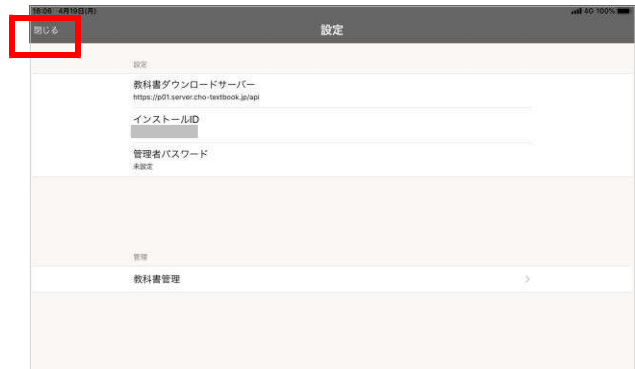 18:06 4月19日(月)
4G 100%
閉じる
設定
設定
教科書ダウンロードサーバー
https://p01.server.cho-textbook.jp/api
インストールID
管理者パスワード
未設定
管理
教科書管理